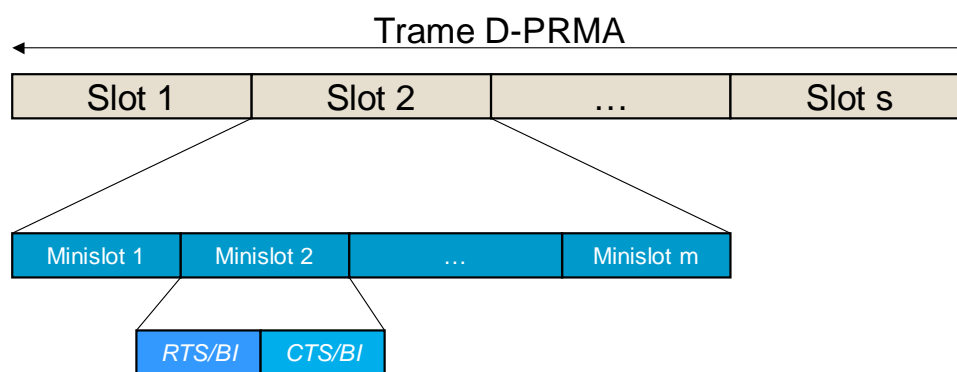 Trame D-PRMA
Slot 1 Slot 2 … Slot s
Minislot 1 Minislot 2 … Minislot m
RTS/BI CTS/BI